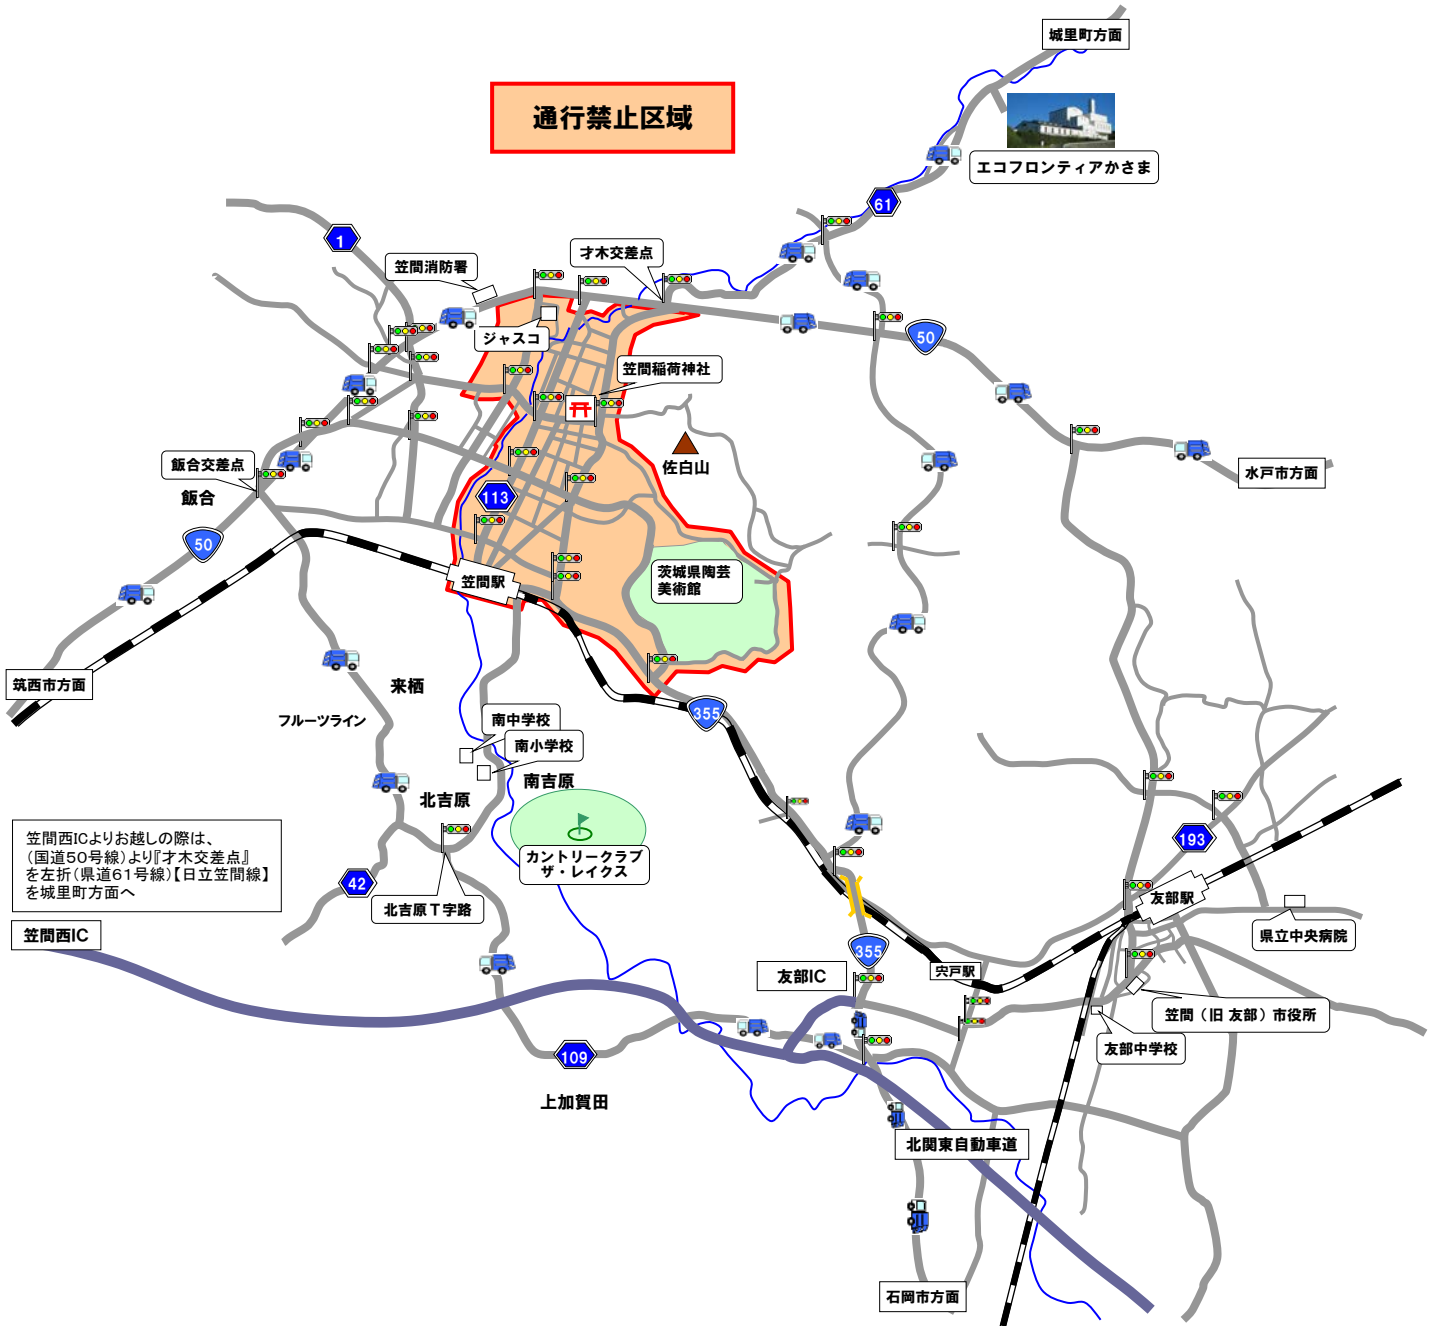 城里町方面
通行禁止区域
エコフロンティアかさま
61
1
笠間消防署
才木交差点
ジャスコ
50
笠間稲荷神社
佐白山
飯合交差点
飯合
水戸市方面
113
50
笠間駅
茨城県陶芸
美術館
筑西市方面
来栖
フルーツライン
355
南中学校
南小学校
南吉原
北吉原
笠間西ICよりお越しの際は、
(国道50号線)より『才木交差点』
を左折(県道61号線)【日立笠間線】
を城里町方面へ
カントリークラブ
ザ・レイクス
193
42
北吉原T字路
友部駅
県立中央病院
笠間西IC
355
友部IC
宍戸駅
笠間(旧 友部)市役所
友部中学校
109
上加賀田
北関東自動車道
石岡市方面